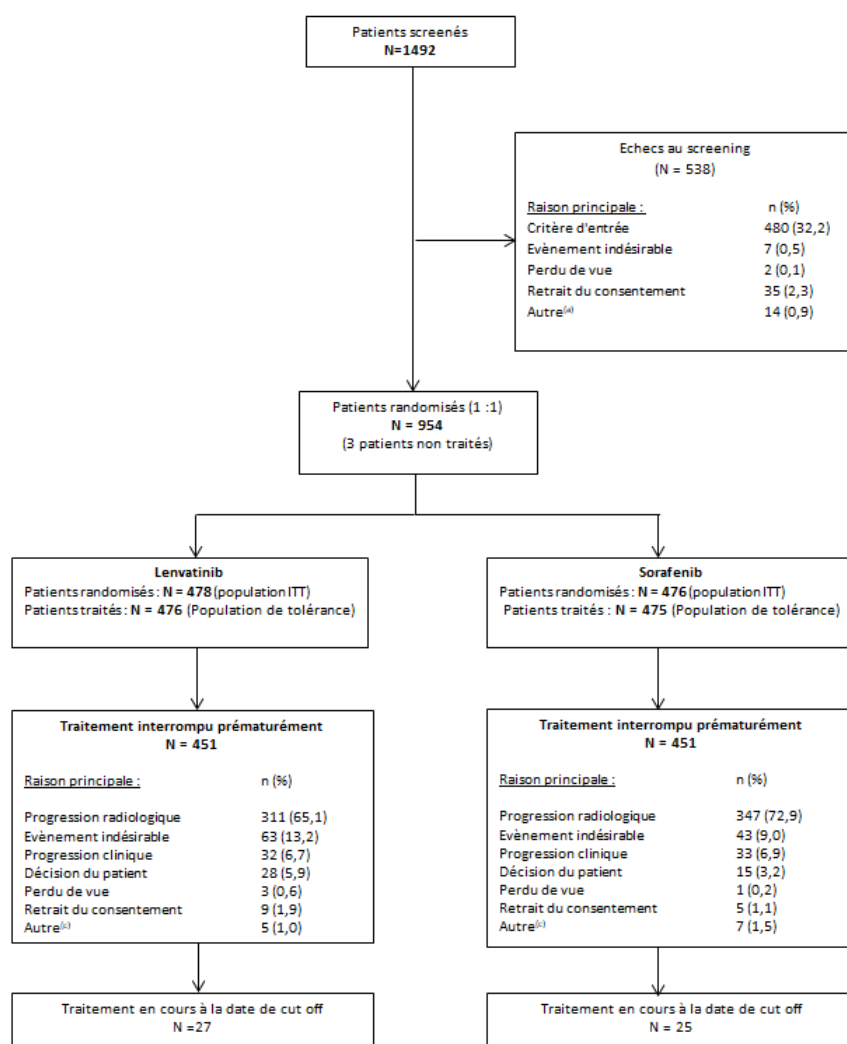 Patients screenés
N=1492
Echecs au screening
(N = 538)
Raison principale : n (%)
Critère d'entrée 480 (32,2)
Evènement indésirable 7 (0,5)
Perdu de vue 2 (0,1)
Retrait du consentement 35 (2,3)
Autre(a) 14 (0,9)
Patients randomisés (1 :1)
N = 954
(3 patients non traités)
Lenvatinib
Patients randomisés : N = 478 (population ITT)
Patients traités : N = 476 (Population de tolérance)
Sorafenib
Patients randomisés : N = 476 (population ITT)
Patients traités : N = 475 (Population de tolérance)
Traitement interrompu prématurément
N = 451
Raison principale : n (%)
Progression radiologique 311 (65,1)
Evènement indésirable 63 (13,2)
Progression clinique 32 (6,7)
Décision du patient 28 (5,9)
Perdu de vue 3 (0,6)
Retrait du consentement 9 (1,9)
Autre(c) 5 (1,0)
Traitement interrompu prématurément
N = 451
Raison principale : n (%)
Progression radiologique 347 (72,9)
Evènement indésirable 43 (9,0)
Progression clinique 33 (6,9)
Décision du patient 15 (3,2)
Perdu de vue 1 (0,2)
Retrait du consentement 5 (1,1)
Autre(c) 7 (1,5)
Traitement en cours à la date de cut off
N =27
Traitement en cours à la date de cut off
N = 25